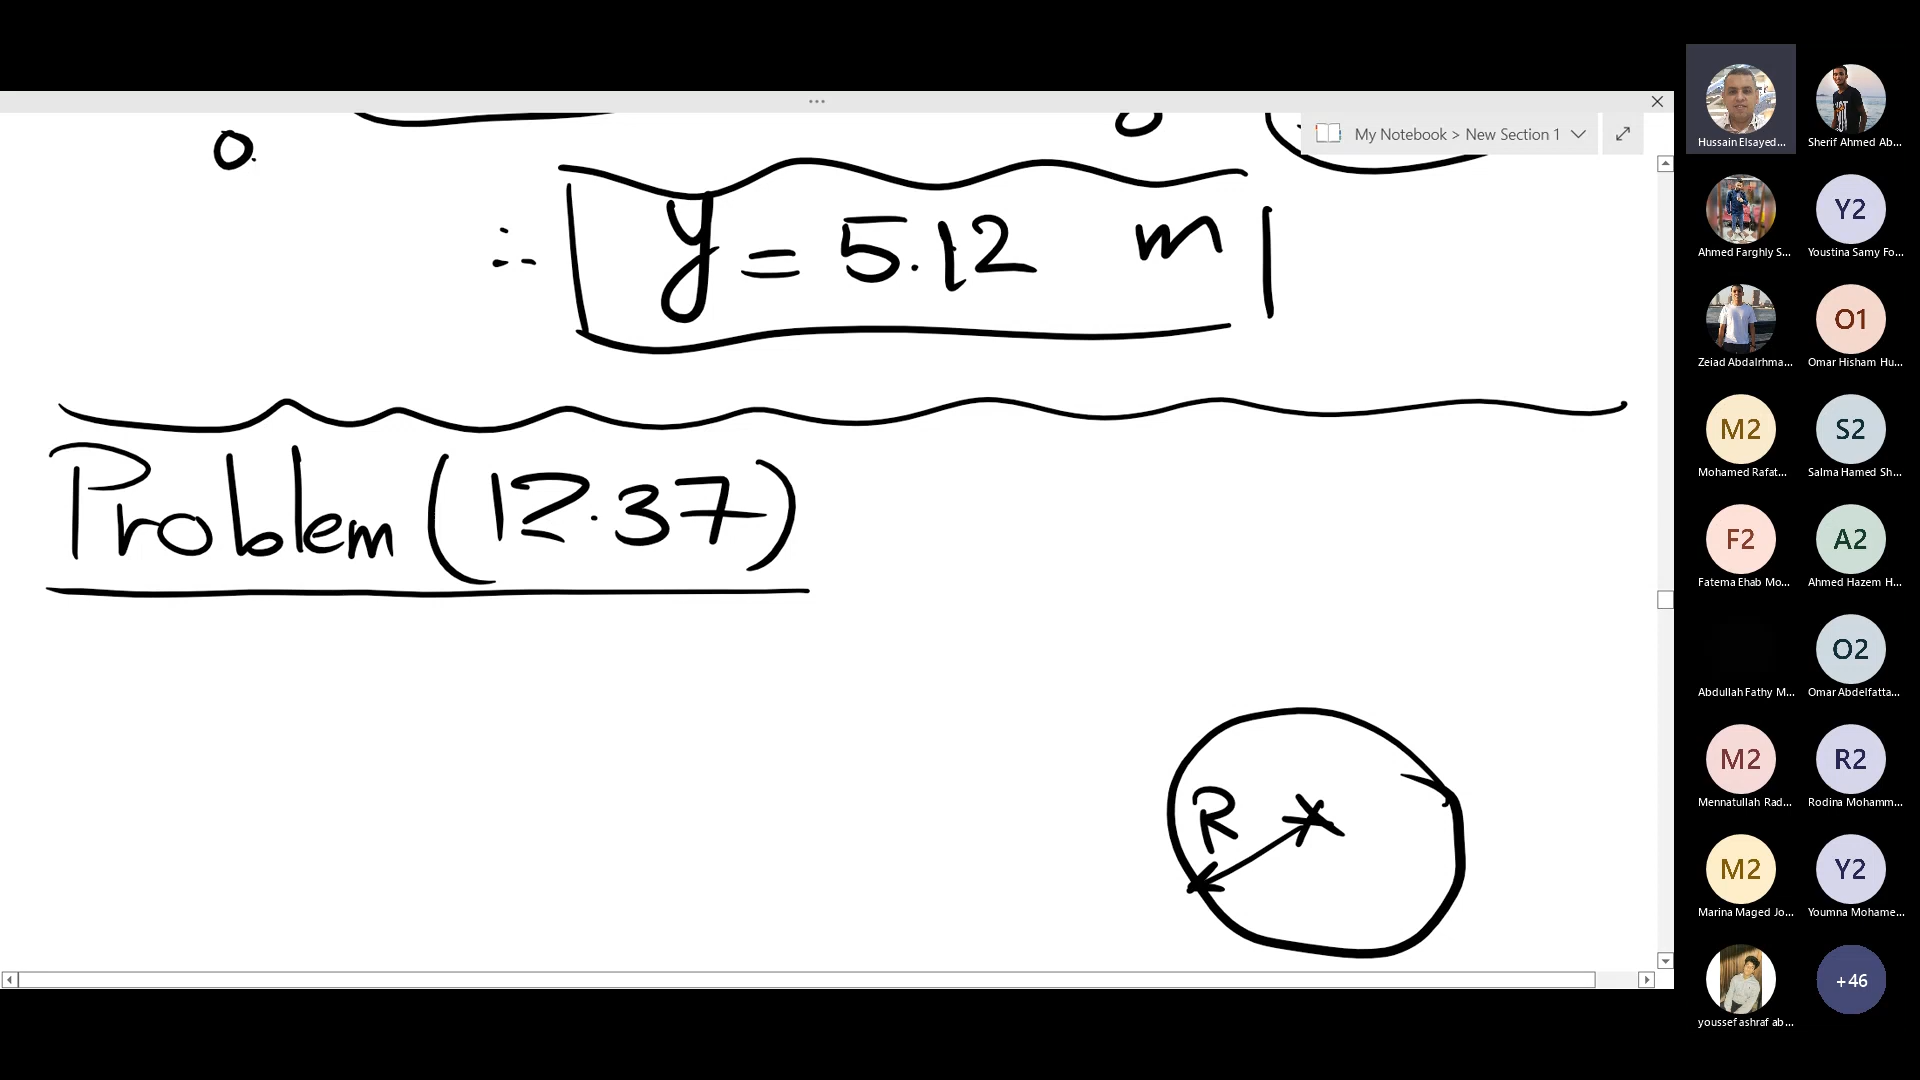 ...
My Notebook > New Section 1
0.
∴ y = 5.12 m
Problem (12.37)
R
Hussain Elsayed...
Sherif Ahmed Ab...
Ahmed Farghly S...
Y2
Youstina Samy Fo...
Zeiad Abdalrhma...
O1
Omar Hisham Hu...
M2
Mohamed Rafat...
S2
Salma Hamed Sh...
F2
Fatema Ehab Mo...
A2
Ahmed Hazem H...
Abdullah Fathy M...
O2
Omar Abdelfatta...
M2
Mennatullah Rad...
R2
Rodina Mohamm...
M2
Marina Maged Jo...
Y2
Youmna Mohame...
youssef ashraf ab...
+46